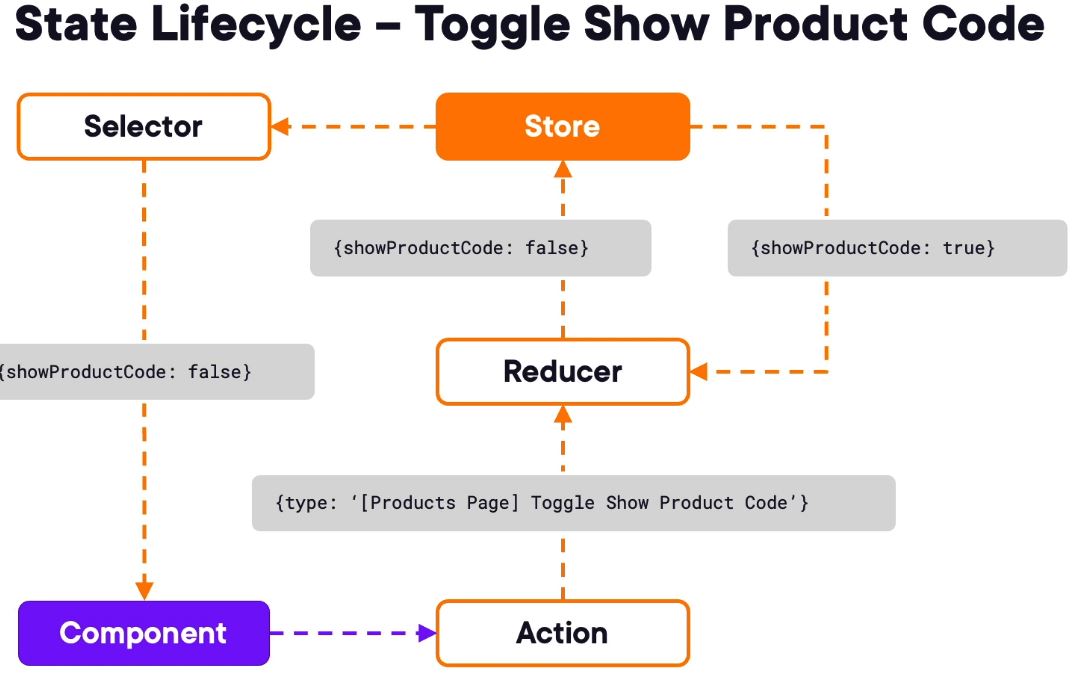 State Lifecycle – Toggle Show Product Code
Selector
Store
{showProductCode: false}
{showProductCode: true}
{showProductCode: false}
Reducer
{type: ‘[Products Page] Toggle Show Product Code’}
Component
Action